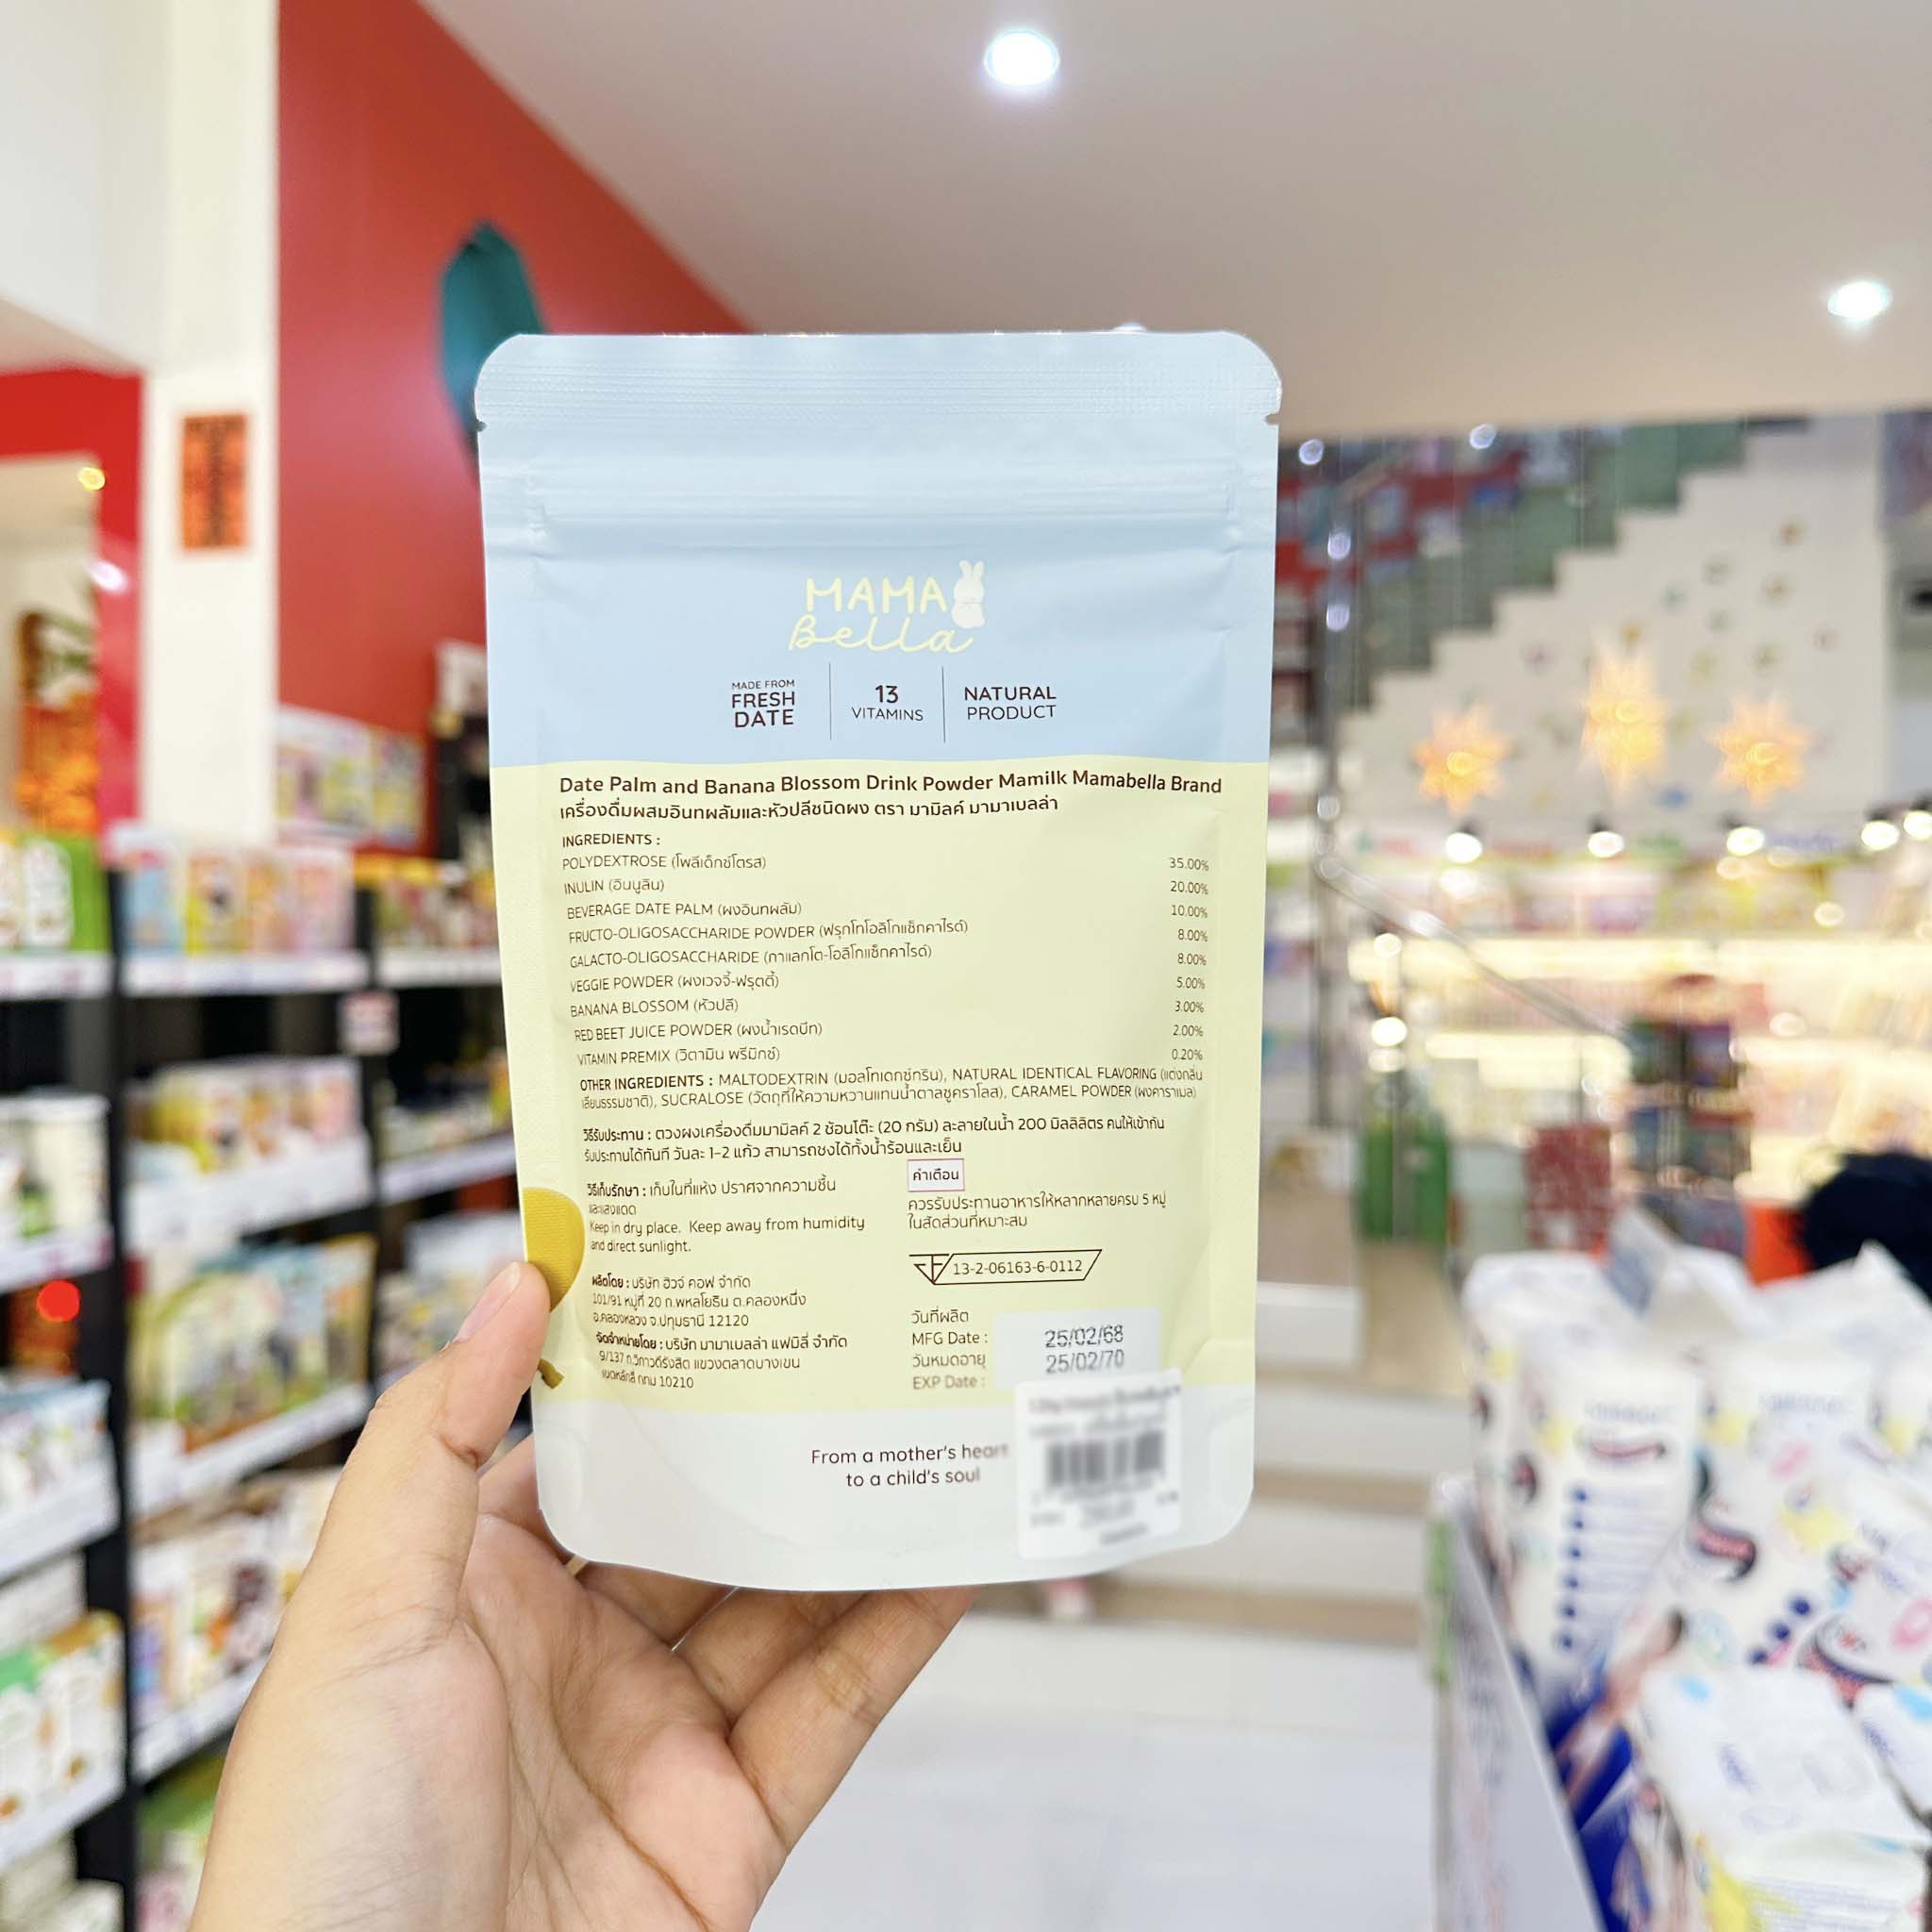 MAMA
Bella
MADE FROM
FRESH
DATE
13
VITAMINS
NATURAL
PRODUCT
Date Palm and Banana Blossom Drink Powder Mamilk Mamabella Brand
เครื่องดื่มผสมอินทผลัมและหัวปลีชนิดผง ตรา มามิลค์ มามาเบลล่า
INGREDIENTS :
POLYDEXTROSE (โพลีเด็กซ์โตรส) 35.00%
INULIN (อินนูลิน) 20.00%
BEVERAGE DATE PALM (ผงอินทผลัม) 10.00%
FRUCTO-OLIGOSACCHARIDE POWDER (ฟรุกโทโอลิโกแซ็กคาไรด์) 8.00%
GALACTO-OLIGOSACCHARIDE (กาแลกโต-โอลิโกแซ็กคาไรด์) 8.00%
VEGGIE POWDER (ผงเวจจี้-ฟรุตตี้) 5.00%
BANANA BLOSSOM (หัวปลี) 3.00%
RED BEET JUICE POWDER (ผงน้ำเรดบีท) 2.00%
VITAMIN PREMIX (วิตามิน พรีมิกซ์) 0.20%
OTHER INGREDIENTS : MALTODEXTRIN (มอลโทเดกซ์ทริน), NATURAL IDENTICAL FLAVORING (แต่งกลิ่น
เลียนธรรมชาติ), SUCRALOSE (วัตถุที่ให้ความหวานแทนน้ำตาลซูคราโลส), CARAMEL POWDER (ผงคาราเมล)
วิธีรับประทาน : ตวงผงเครื่องดื่มมามิลค์ 2 ช้อนโต๊ะ (20 กรัม) ละลายในน้ำ 200 มิลลิลิตร คนให้เข้ากัน
รับประทานได้ทันที วันละ 1-2 แก้ว สามารถชงได้ทั้งน้ำร้อนและเย็น
วิธีเก็บรักษา : เก็บในที่แห้ง ปราศจากความชื้น
และแสงแดด
Keep in dry place. Keep away from humidity
and direct sunlight.
คำเตือน
ควรรับประทานอาหารให้หลากหลายครบ 5 หมู่
ในสัดส่วนที่เหมาะสม
13-2-06163-6-0112
ผลิตโดย : บริษัท ฮิวจ์ คอฟ จำกัด
101/91 หมู่ที่ 20 ถ.พหลโยธิน ต.คลองหนึ่ง
อ.คลองหลวง จ.ปทุมธานี 12120
จัดจำหน่ายโดย : บริษัท มามาเบลล่า แฟมิลี่ จำกัด
9/137 ถ.วิภาวดีรังสิต แขวงตลาดบางเขน
เขตหลักสี่ กทม 10210
วันที่ผลิต
MFG Date : 25/02/68
วันหมดอายุ 25/02/70
EXP Date :
From a mother's heart
to a child's soul